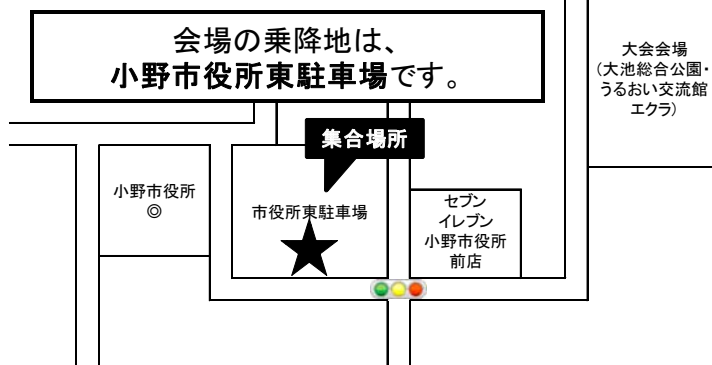 会場の乗降地は、
小野市役所東駐車場です。
大会会場
(大池総合公園・
うるおい交流館
エクラ)
集合場所
小野市役所
◎
市役所東駐車場
セブン
イレブン
小野市役所
前店